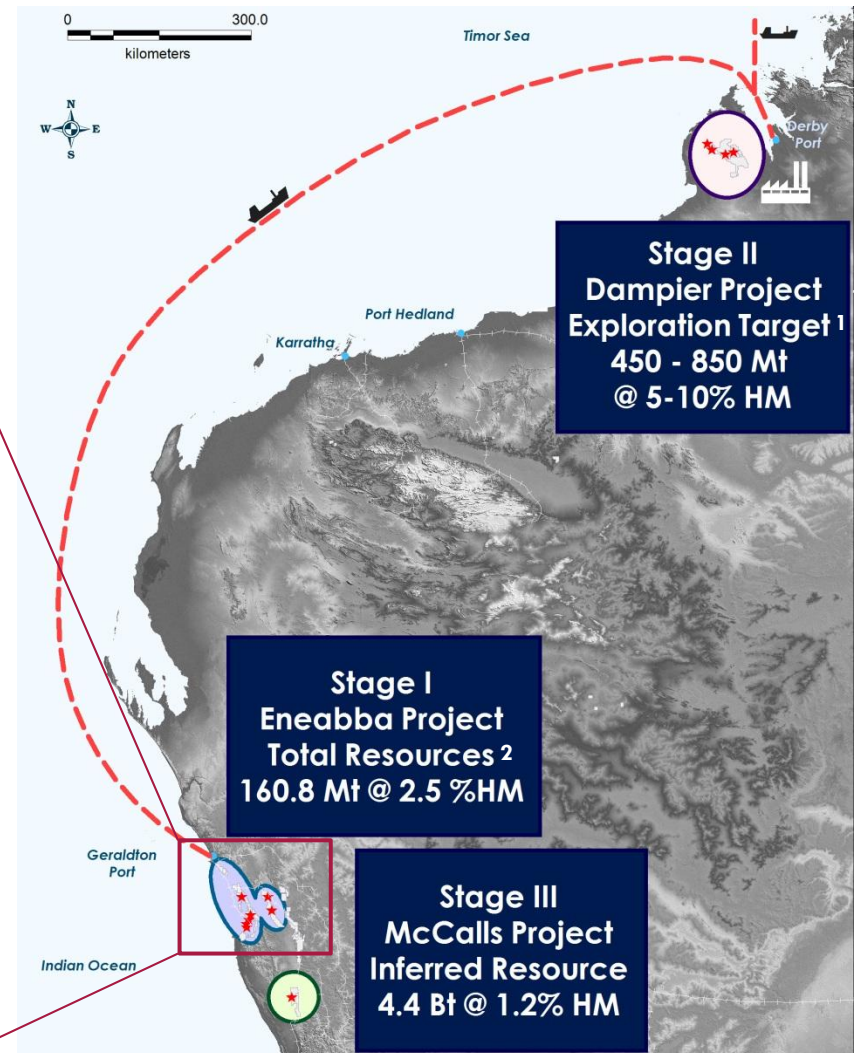 0 300.0
kilometers
Timor Sea
N
W E
S
Derby
Port
Stage II
Dampier Project
Exploration Target 1
450 - 850 Mt
@ 5-10% HM
Port Hedland
Karratha
Stage I
Eneabba Project
Total Resources 2
160.8 Mt @ 2.5 %HM
Geraldton
Port
Stage III
McCalls Project
Inferred Resource
4.4 Bt @ 1.2% HM
Indian Ocean